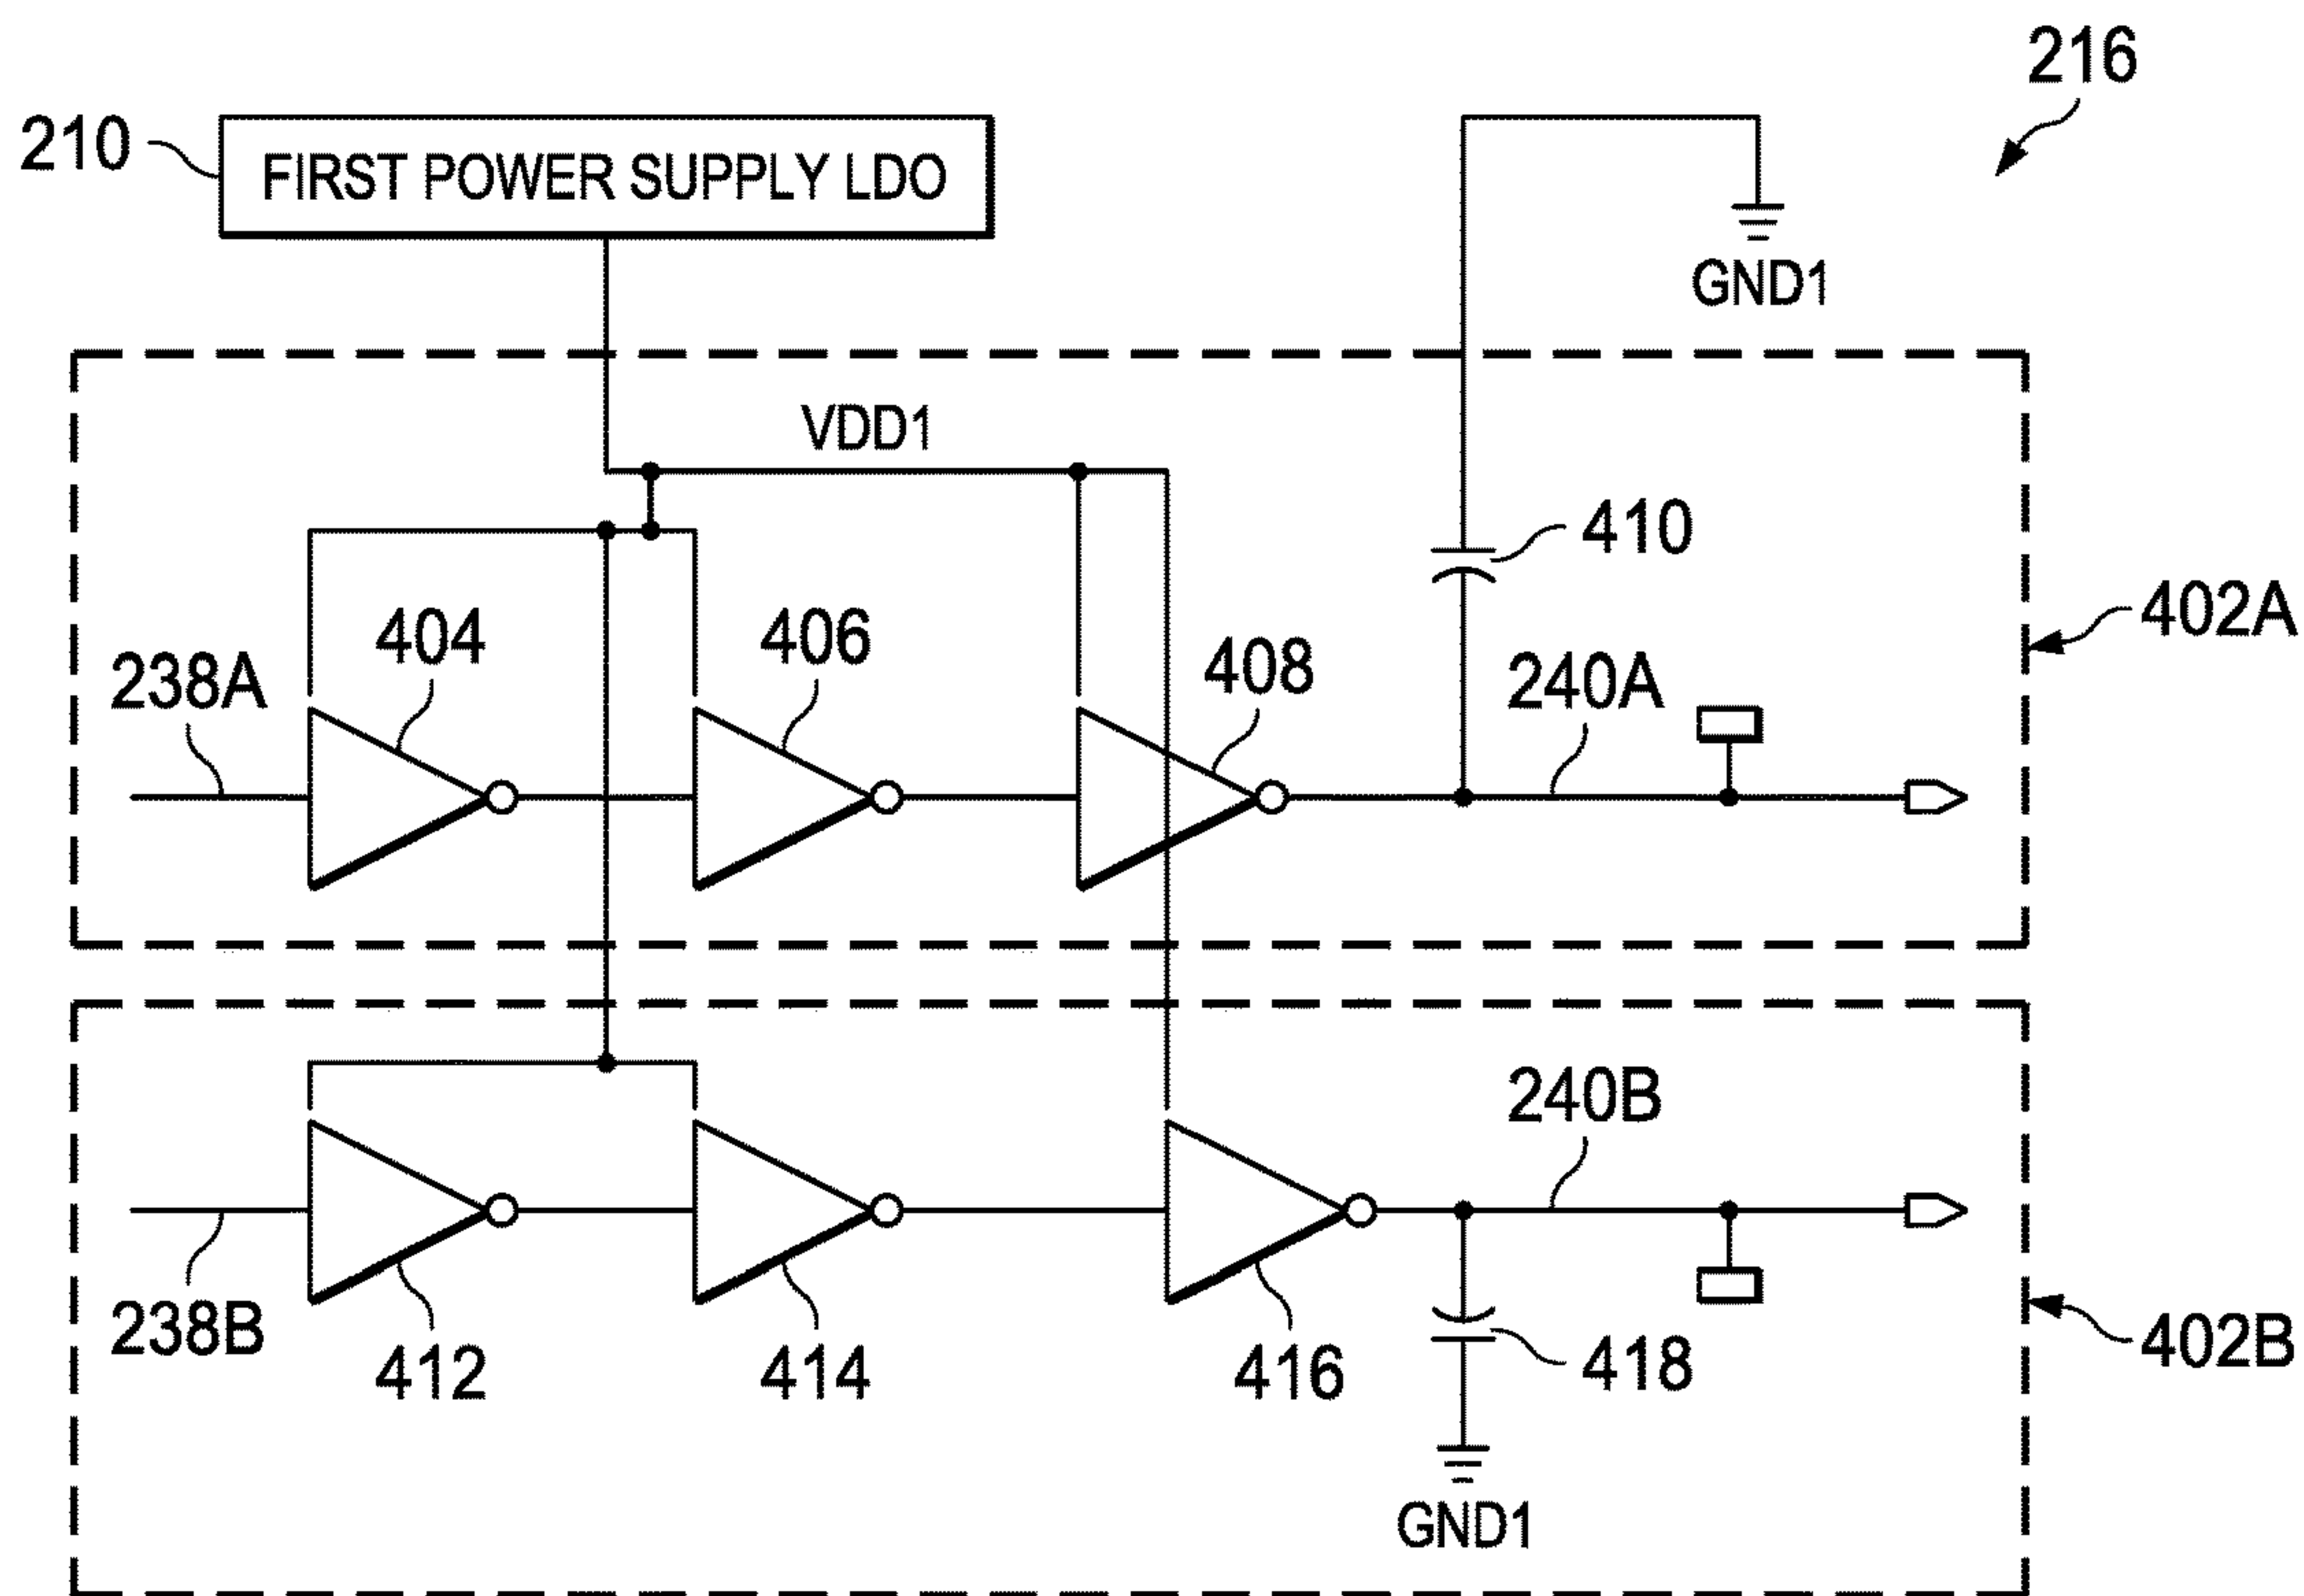 216
210
FIRST POWER SUPPLY LDO
GND1
VDD1
410
402A
404
406
408
238A
240A
240B
238B
412
414
416
418
402B
GND1